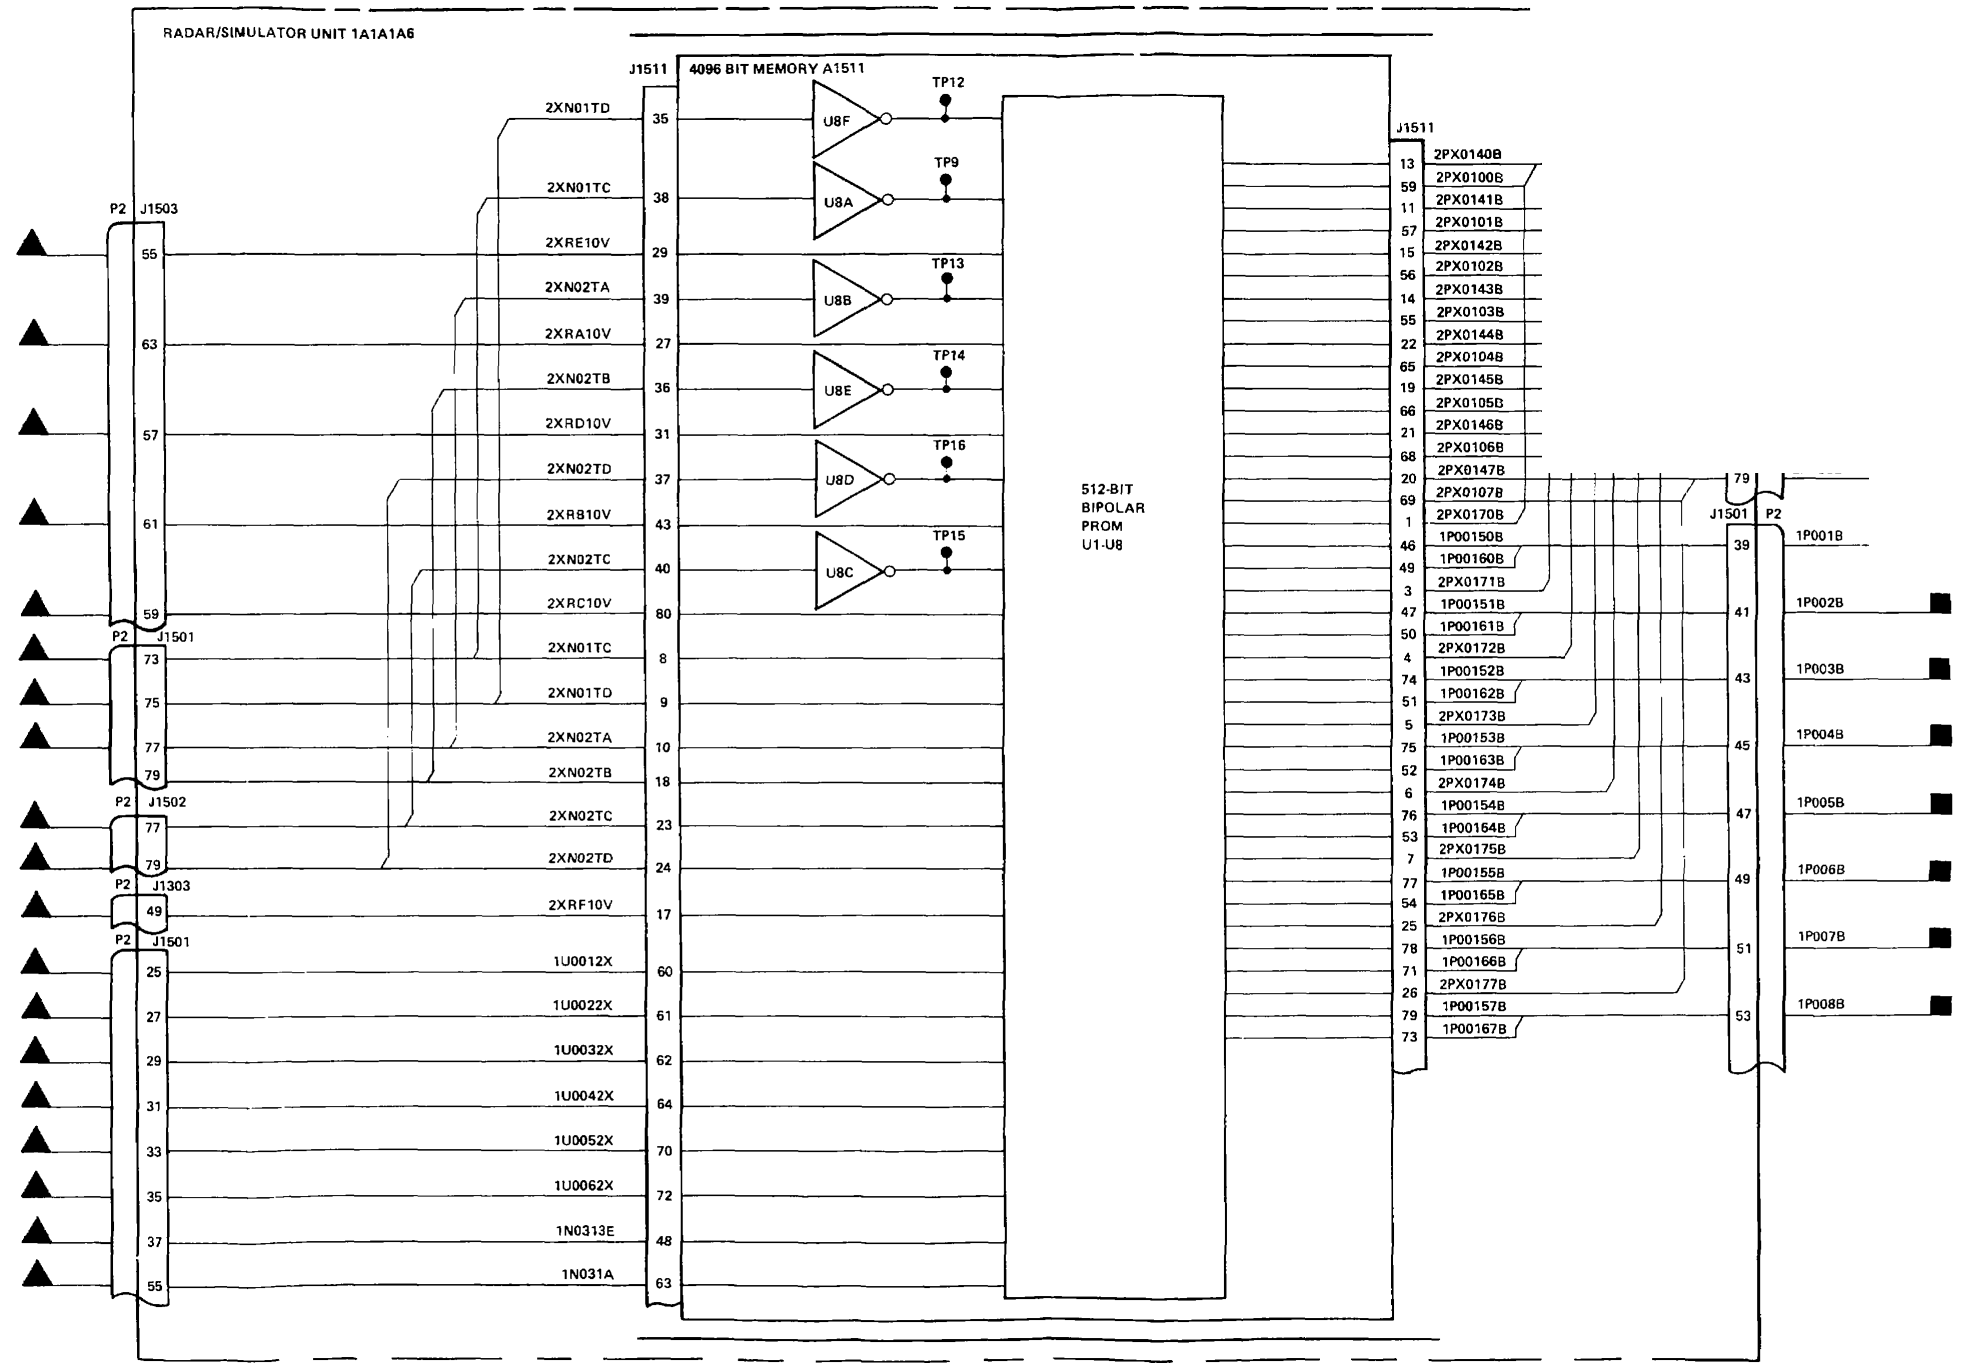 RADAR/SIMULATOR UNIT 1A1A1A6
J1511 4096 BIT MEMORY A1511
TP12
2XN01TD 35 U8F
TP9
2XN01TC 38 U8A
P2 J1503
55 2XRE10V 29
TP13
2XN02TA 39 U8B
63 2XRA10V 27
TP14
2XN02TB 36 U8E
57 2XRD10V 31
TP16
2XN02TD 37 U8D
61 2XRB10V 43
TP15
2XN02TC 40 U8C
59 2XRC10V 80
P2 J1501
73 2XN01TC 8
75 2XN01TD 9
77 2XN02TA 10
79 2XN02TB 18
P2 J1502
77 2XN02TC 23
79 2XN02TD 24
P2 J1303
49 2XRF10V 17
P2 J1501
25 1U0012X 60
27 1U0022X 61
29 1U0032X 62
31 1U0042X 64
33 1U0052X 70
35 1U0062X 72
37 1N0313E 48
55 1N031A 63
512-BIT
BIPOLAR
PROM
U1-U8
J1511
13 2PX0140B
59 2PX0100B
11 2PX0141B
57 2PX0101B
15 2PX0142B
56 2PX0102B
14 2PX0143B
55 2PX0103B
22 2PX0144B
65 2PX0104B
19 2PX0145B
66 2PX0105B
21 2PX0146B
68 2PX0106B
20 2PX0147B
69 2PX0107B
1 2PX0170B
46 1P00150B
49 1P00160B
3 2PX0171B
47 1P00151B
50 1P00161B
4 2PX0172B
74 1P00152B
51 1P00162B
5 2PX0173B
75 1P00153B
52 1P00163B
6 2PX0174B
76 1P00154B
53 1P00164B
7 2PX0175B
77 1P00155B
54 1P00165B
25 2PX0176B
78 1P00156B
71 1P00166B
26 2PX0177B
79 1P00157B
73 1P00167B
79
J1501 P2
39 1P001B
41 1P002B
43 1P003B
45 1P004B
47 1P005B
49 1P006B
51 1P007B
53 1P008B